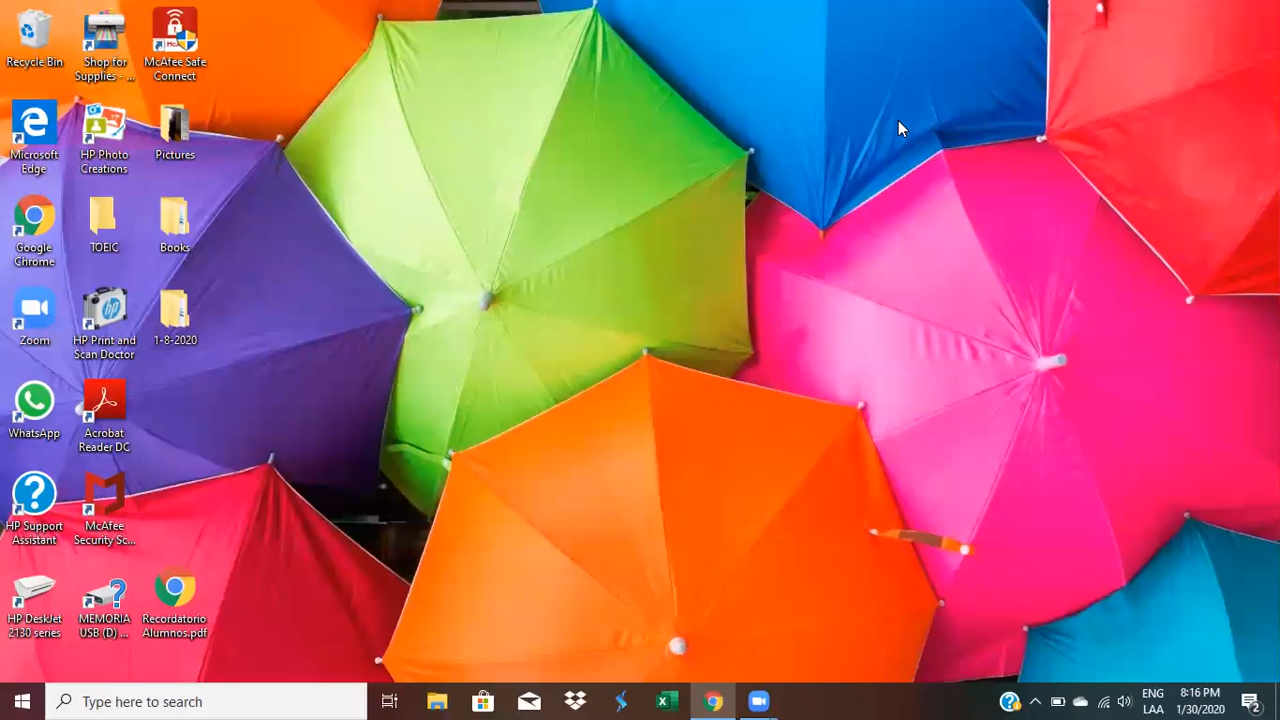 Recycle Bin
Shop for
Supplies - ...
McAfee Safe
Connect
Microsoft
Edge
HP Photo
Creations
Pictures
Google
Chrome
TOEIC
Books
Zoom
HP Print and
Scan Doctor
1-8-2020
WhatsApp
Acrobat
Reader DC
HP Support
Assistant
McAfee
Security Sc...
HP DeskJet
2130 series
MEMORIA
USB (D) ...
Recordatorio
Alumnos.pdf
Type here to search
ENG
LAA
8:16 PM
1/30/2020
2